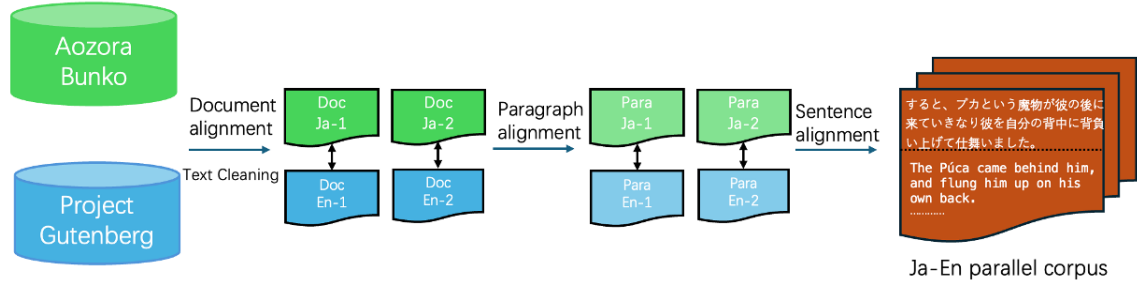 Aozora
Bunko
Project
Gutenberg
Document
alignment
Text Cleaning
Doc
Ja-1
Doc
Ja-2
Doc
En-1
Doc
En-2
Paragraph
alignment
Para
Ja-1
Para
Ja-2
Para
En-1
Para
En-2
Sentence
alignment
すると、プカという魔物が彼の後に
来ていきなり彼を自分の背中に背負
い上げて仕舞いました。
The Púca came behind him,
and flung him up on his
own back.
…………
Ja-En parallel corpus